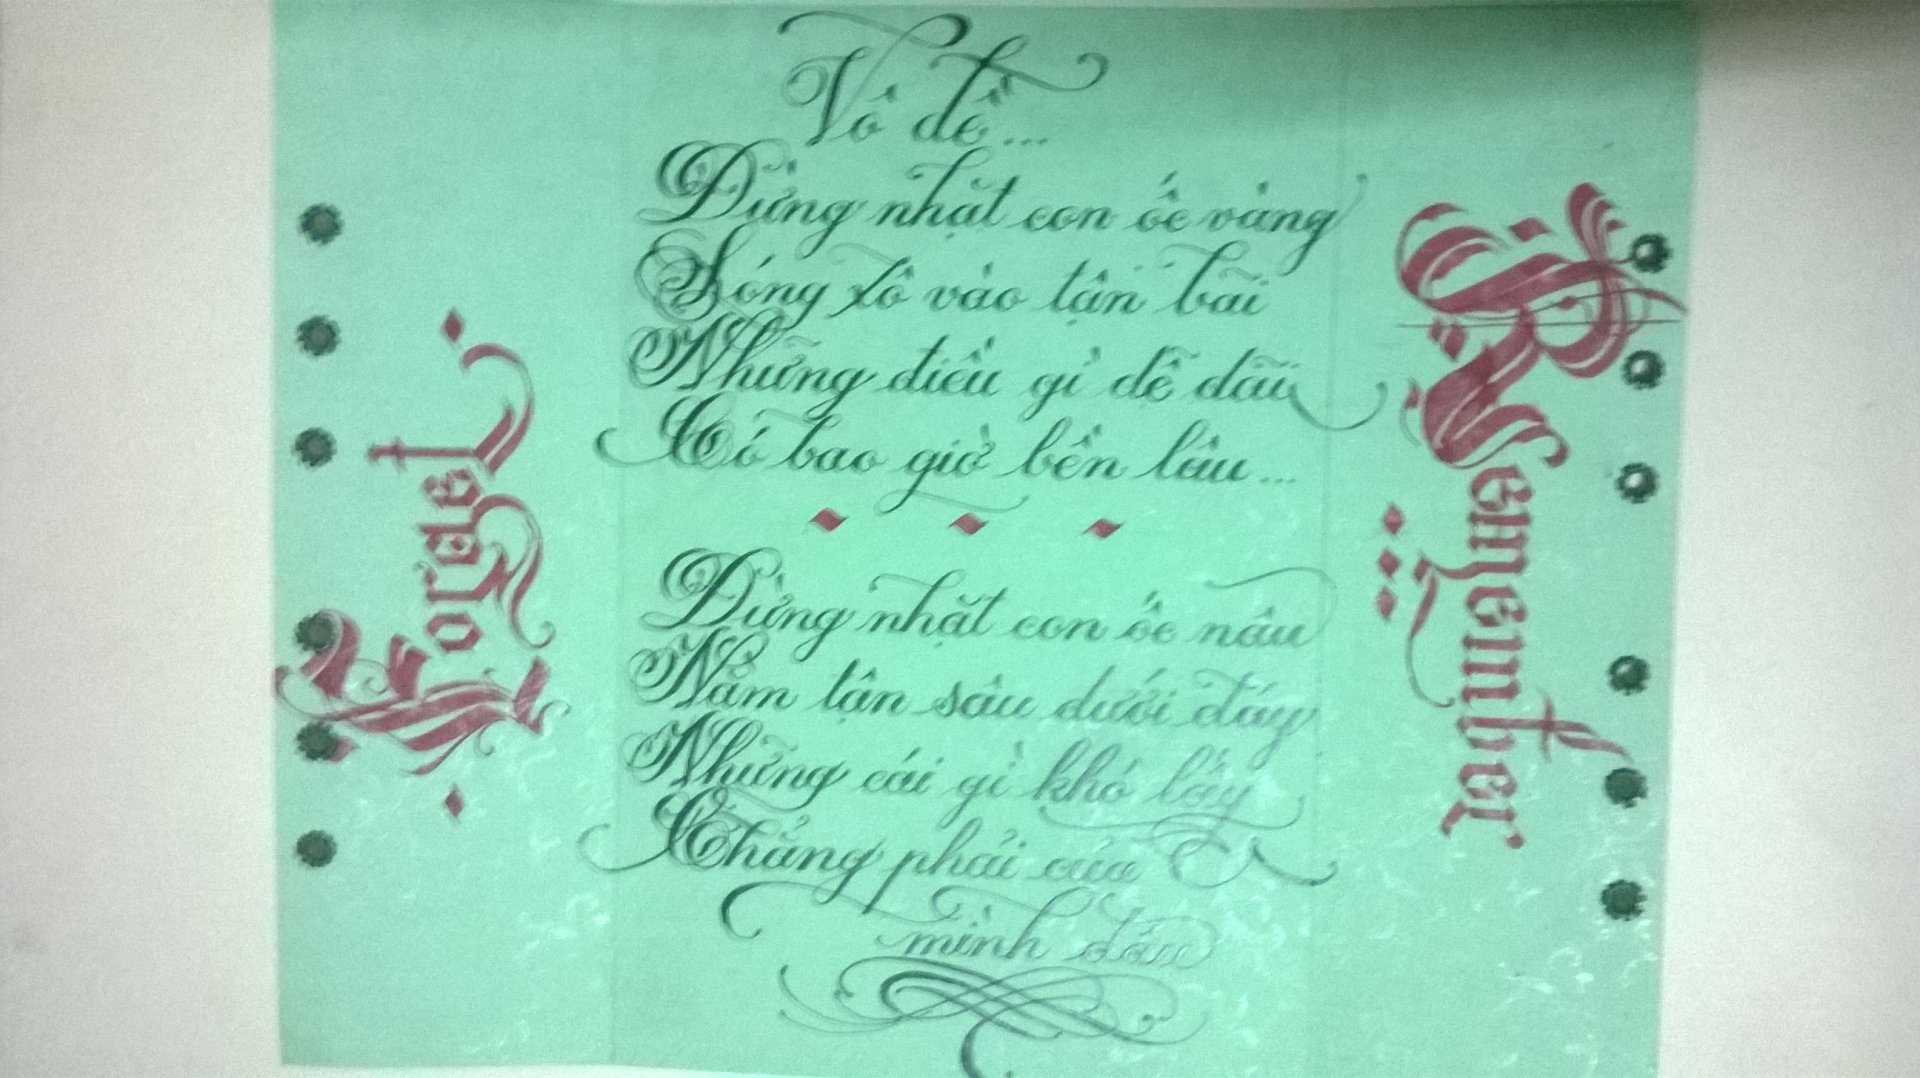 Vô đề...
Đừng nhặt con ốc vàng
Sóng xô vào tận bãi
Những điều gì dễ dãi
Có bao giờ bền lâu...
Đừng nhặt con ốc nâu
Nằm tận sâu dưới đáy
Những cái gì khó lấy
Chẳng phải của
mình đâu
Forget
Remember